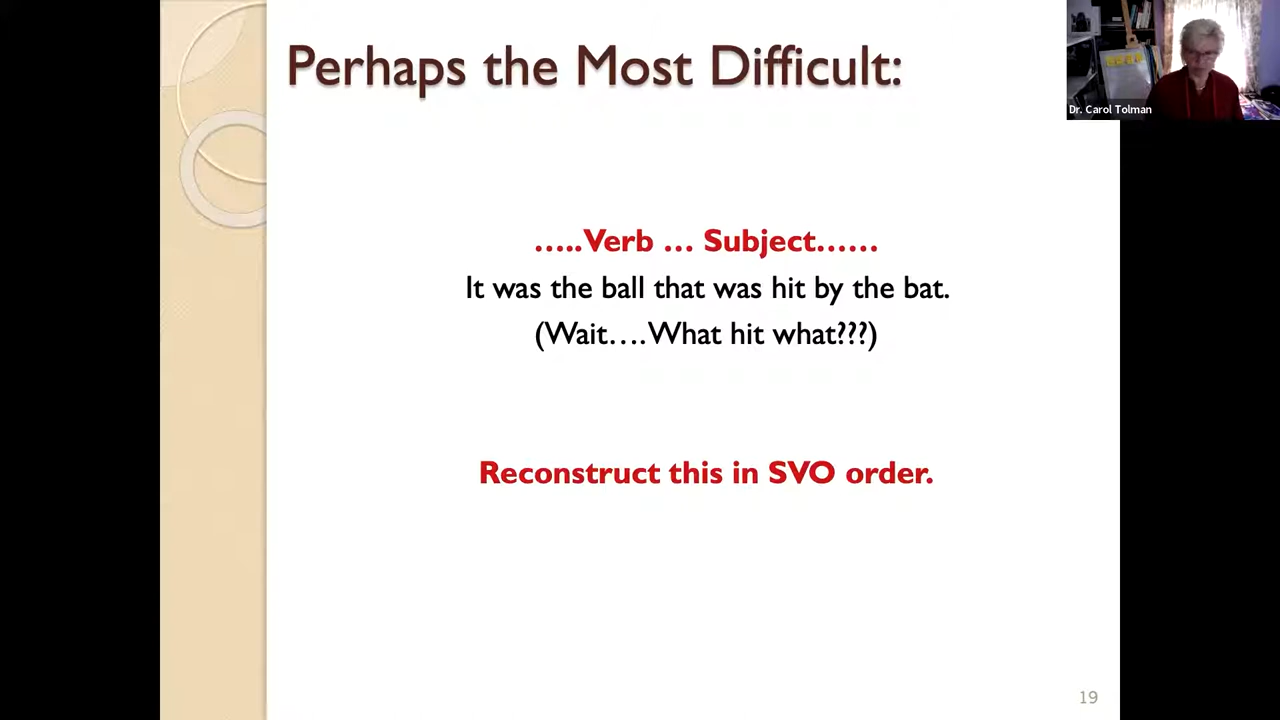 Perhaps the Most Difficult:
Dr. Carol Tolman
…..Verb … Subject……
It was the ball that was hit by the bat.
(Wait….What hit what???)
Reconstruct this in SVO order.
19